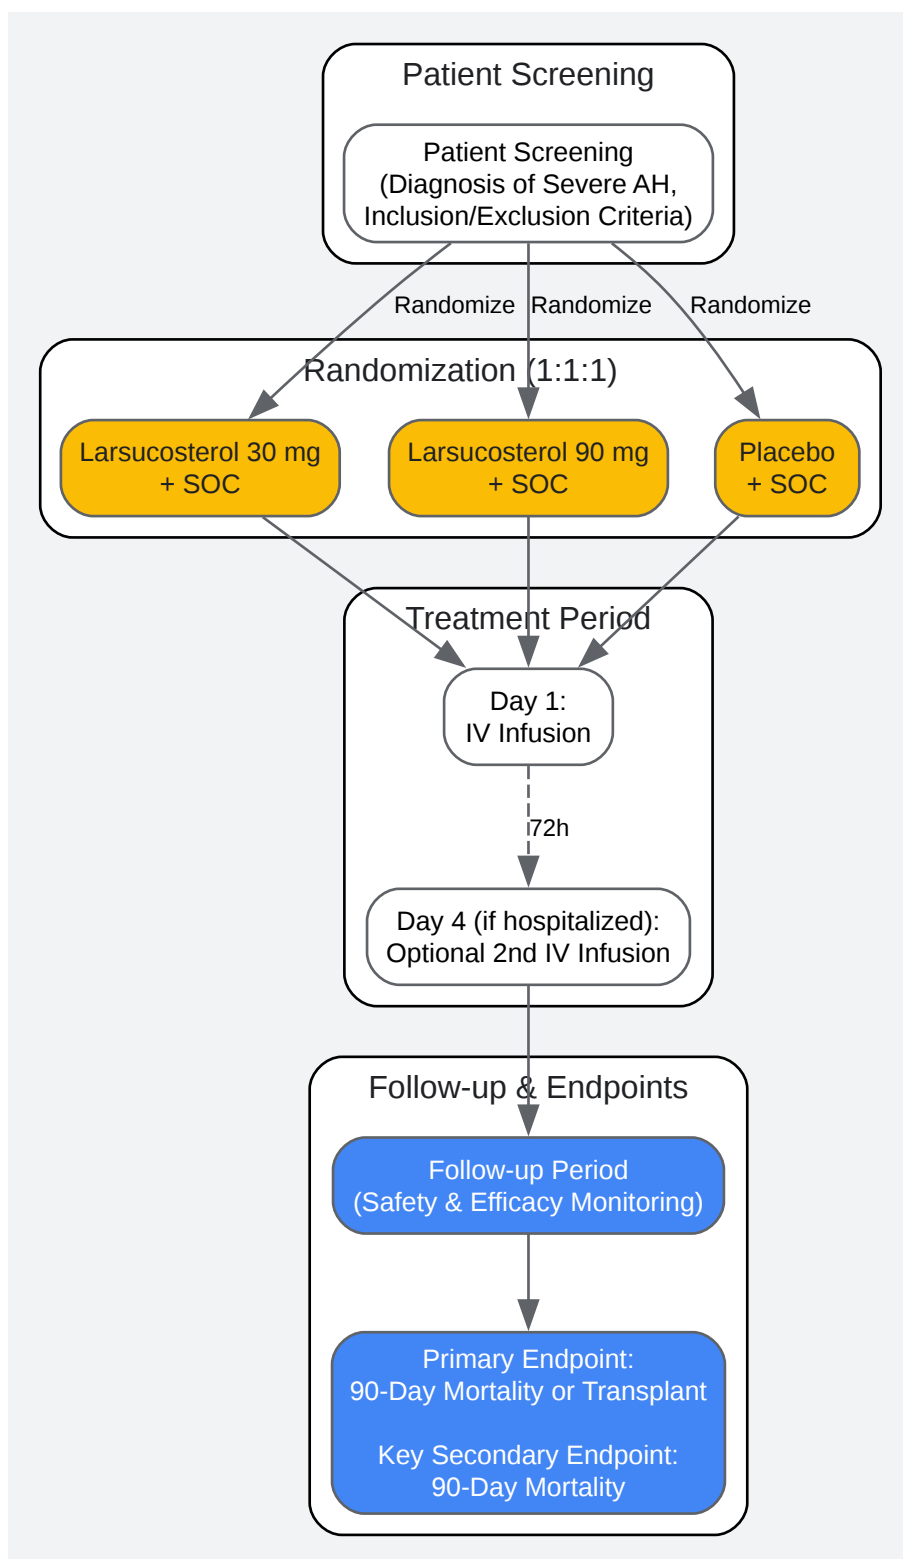 Patient Screening
Patient Screening
(Diagnosis of Severe AH,
Inclusion/Exclusion Criteria)
Randomize
Randomize
Randomize
Randomization (1:1:1)
Larsucosterol 30 mg
+ SOC
Larsucosterol 90 mg
+ SOC
Placebo
+ SOC
Treatment Period
Day 1:
IV Infusion
72h
Day 4 (if hospitalized):
Optional 2nd IV Infusion
Follow-up & Endpoints
Follow-up Period
(Safety & Efficacy Monitoring)
Primary Endpoint:
90-Day Mortality or Transplant
Key Secondary Endpoint:
90-Day Mortality